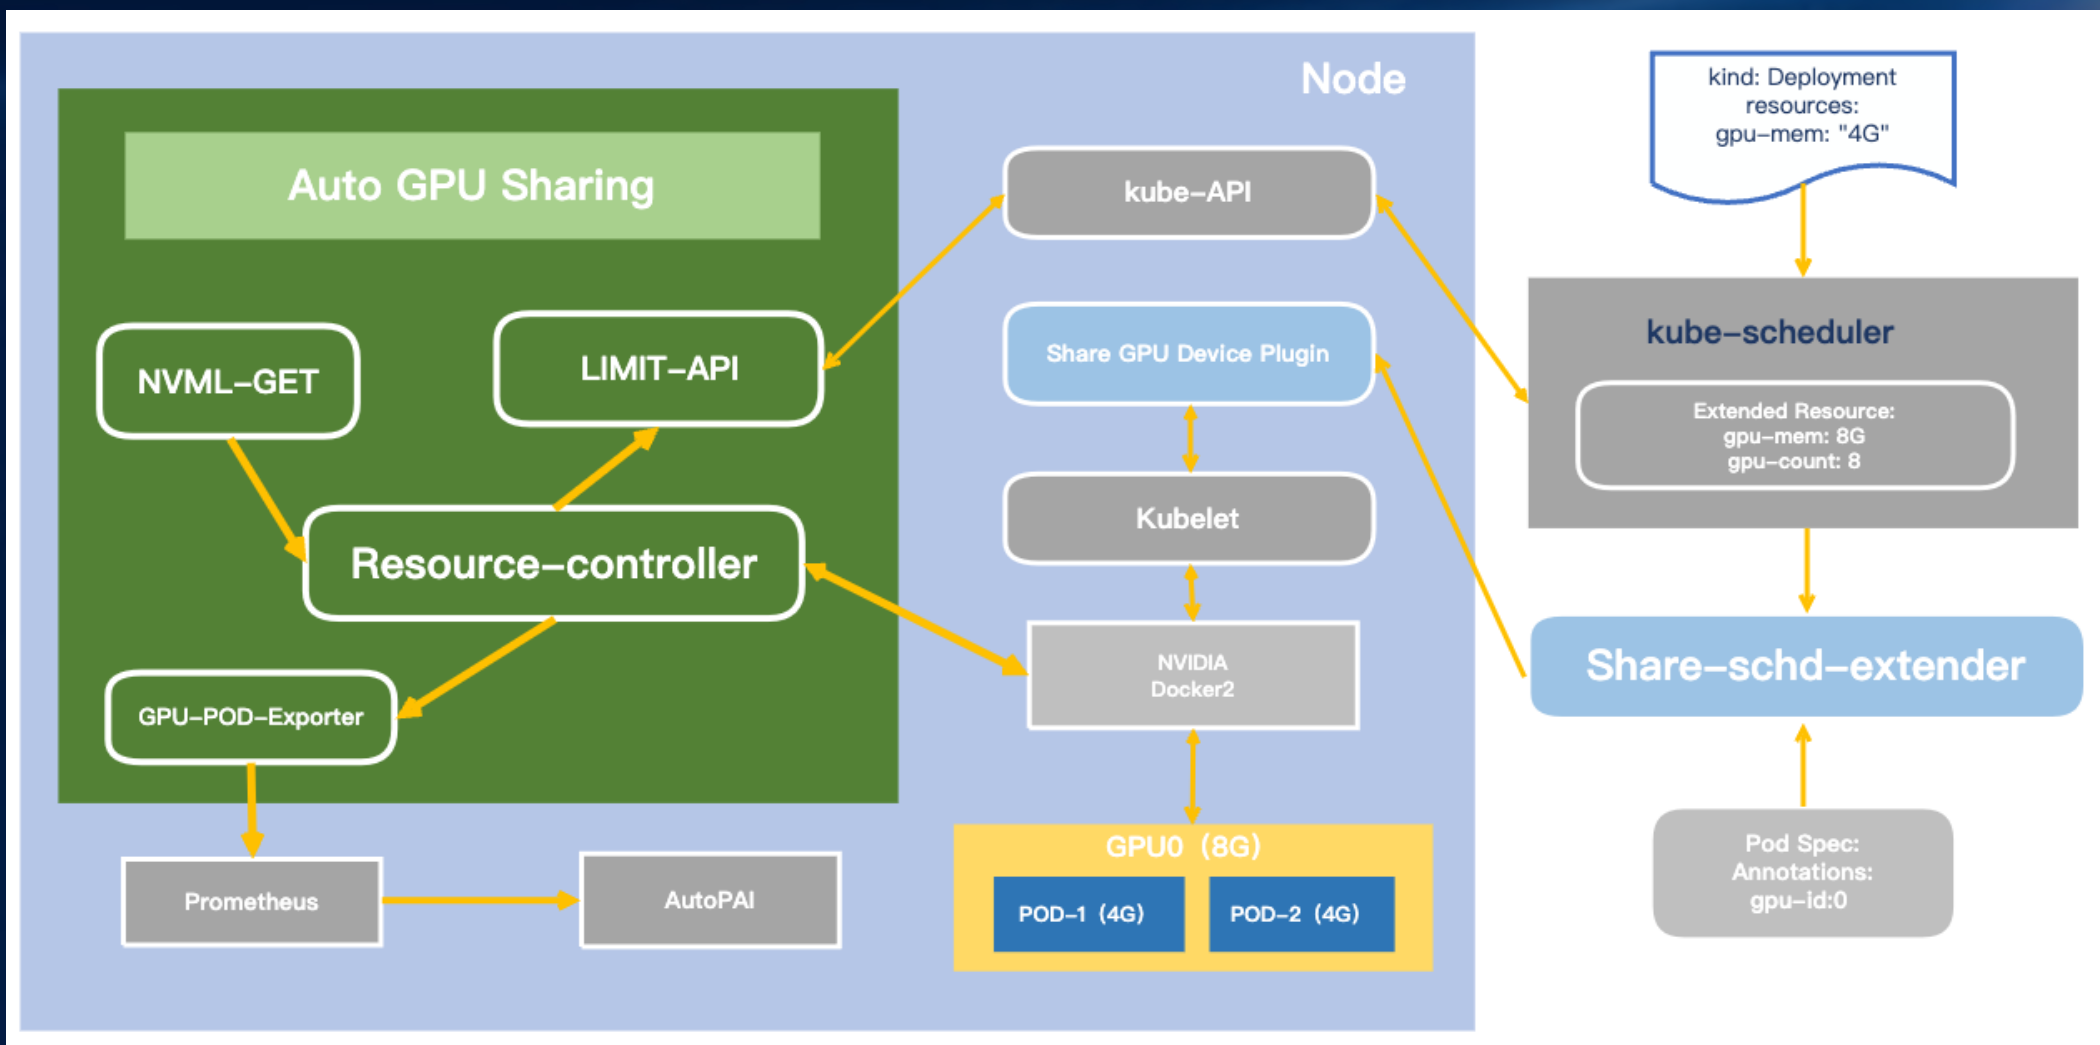 Node
Auto GPU Sharing
NVML-GET
LIMIT-API
Resource-controller
GPU-POD-Exporter
Prometheus
AutoPAI
kube-API
Share GPU Device Plugin
Kubelet
NVIDIA
Docker2
GPU0 (8G)
POD-1 (4G)
POD-2 (4G)
kind: Deployment
resources:
gpu-mem: "4G"
kube-scheduler
Extended Resource:
gpu-mem: 8G
gpu-count: 8
Share-schd-extender
Pod Spec:
Annotations:
gpu-id:0